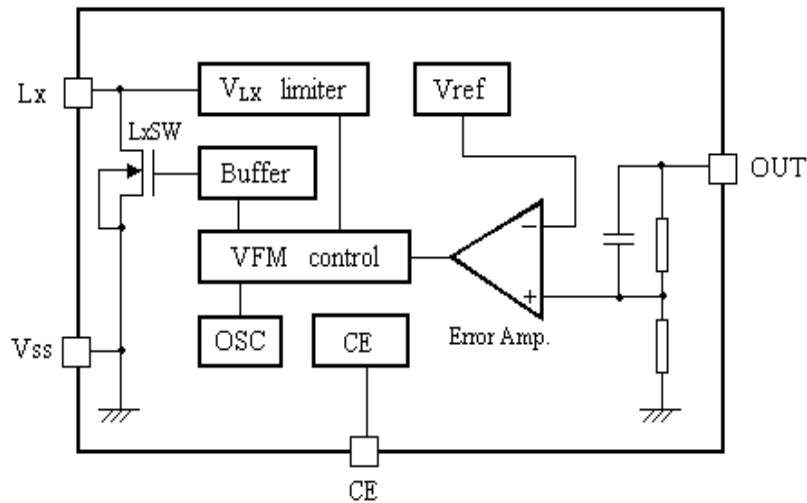 Lx
VLX limiter
Vref
LxSW
Buffer
OUT
−
VFM control
+
Vss
OSC
CE
Error Amp.
CE